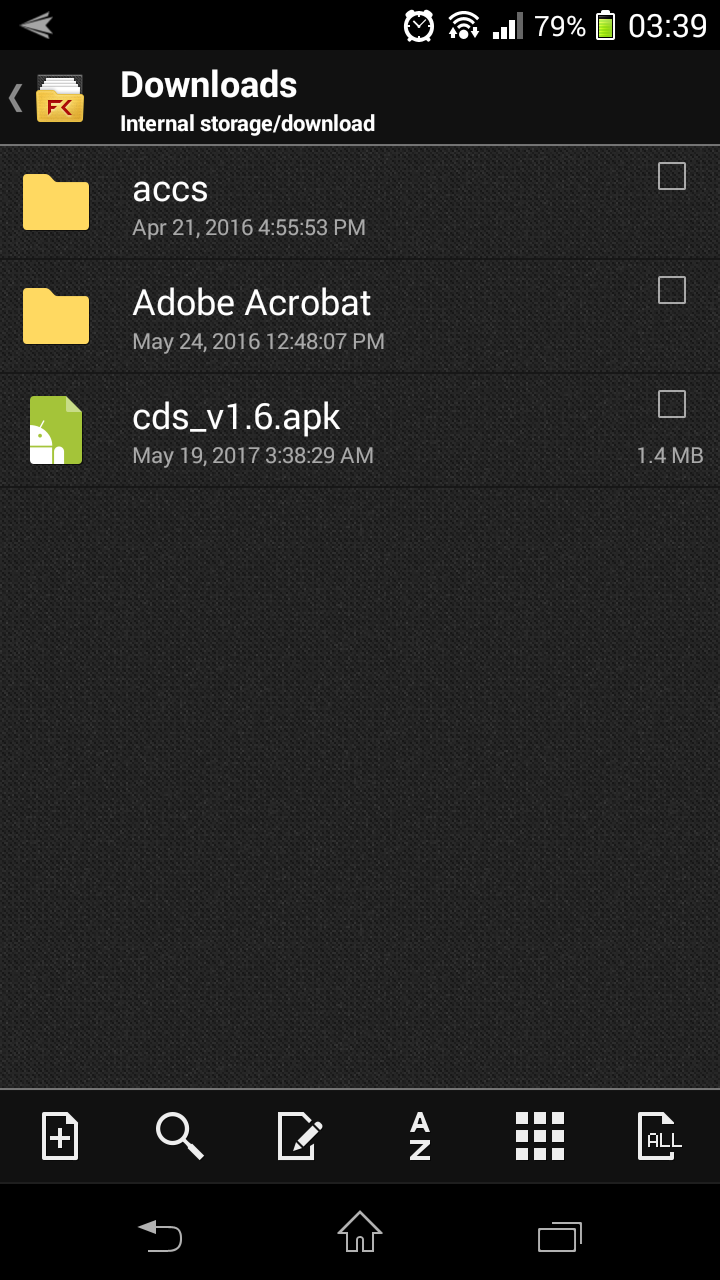 79% 03:39
FK
Downloads
Internal storage/download
accs
Apr 21, 2016 4:55:53 PM
Adobe Acrobat
May 24, 2016 12:48:07 PM
cds_v1.6.apk
May 19, 2017 3:38:29 AM
1.4 MB
A
Z
ALL